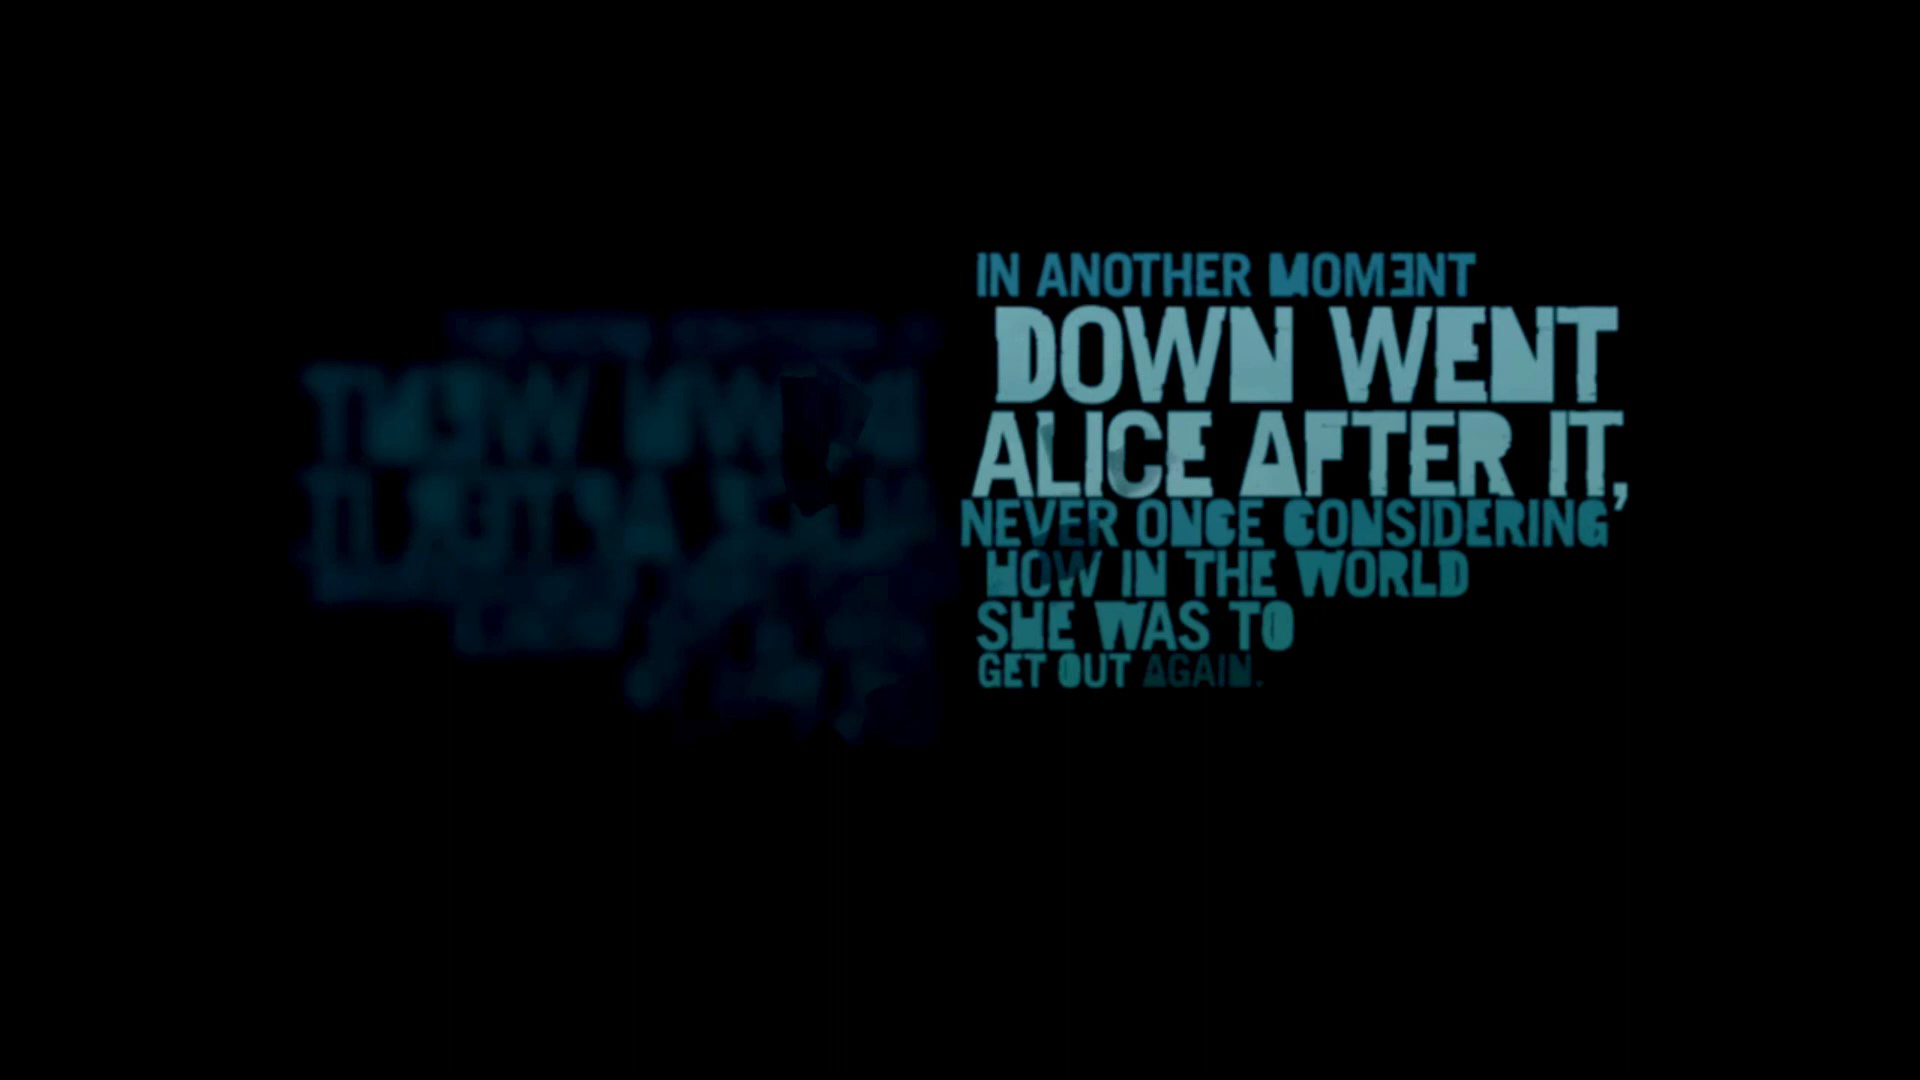 IN ANOTHER MOMENT
DOWN WENT
ALICE AFTER IT,
NEVER ONCE CONSIDERING
HOW IN THE WORLD
SHE WAS TO
GET OUT AGAIN.